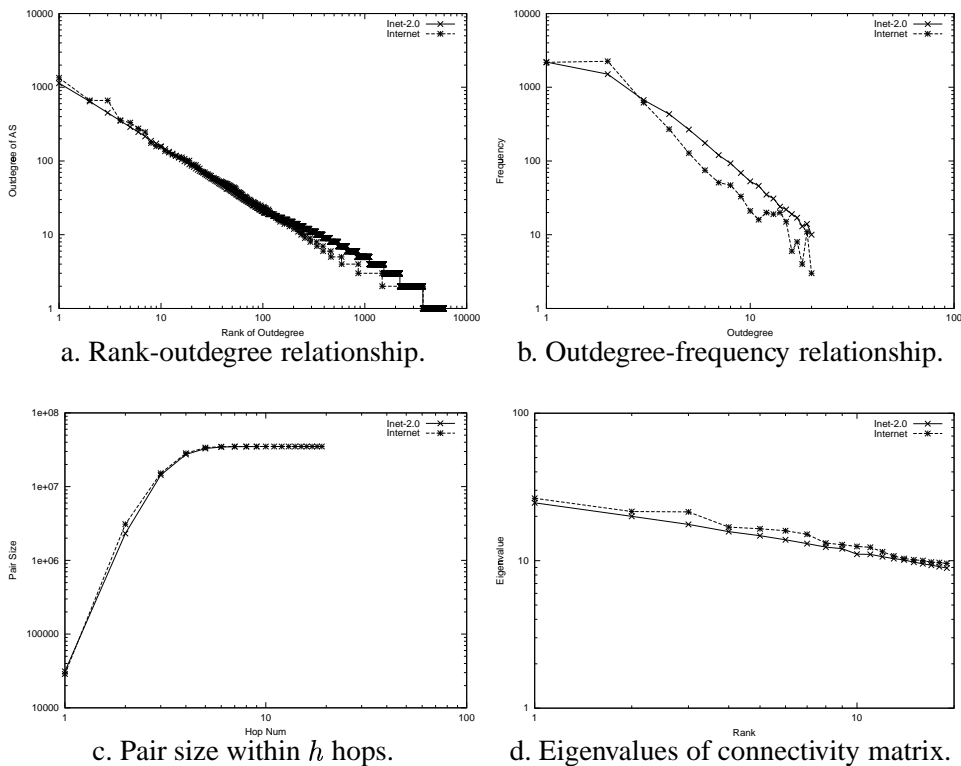 10000
1000
100
10
1
1
10
100
1000
10000
Outdegree of AS
Rank of Outdegree
Inet-2.0
Internet
a. Rank-outdegree relationship.
10000
1000
100
10
1
1
10
100
Frequency
Outdegree
Inet-2.0
Internet
b. Outdegree-frequency relationship.
1e+08
1e+07
1e+06
100000
10000
1
10
100
Pair Size
Hop Num
Inet-2.0
Internet
c. Pair size within h hops.
100
10
1
1
10
Eigenvalue
Rank
Inet-2.0
Internet
d. Eigenvalues of connectivity matrix.